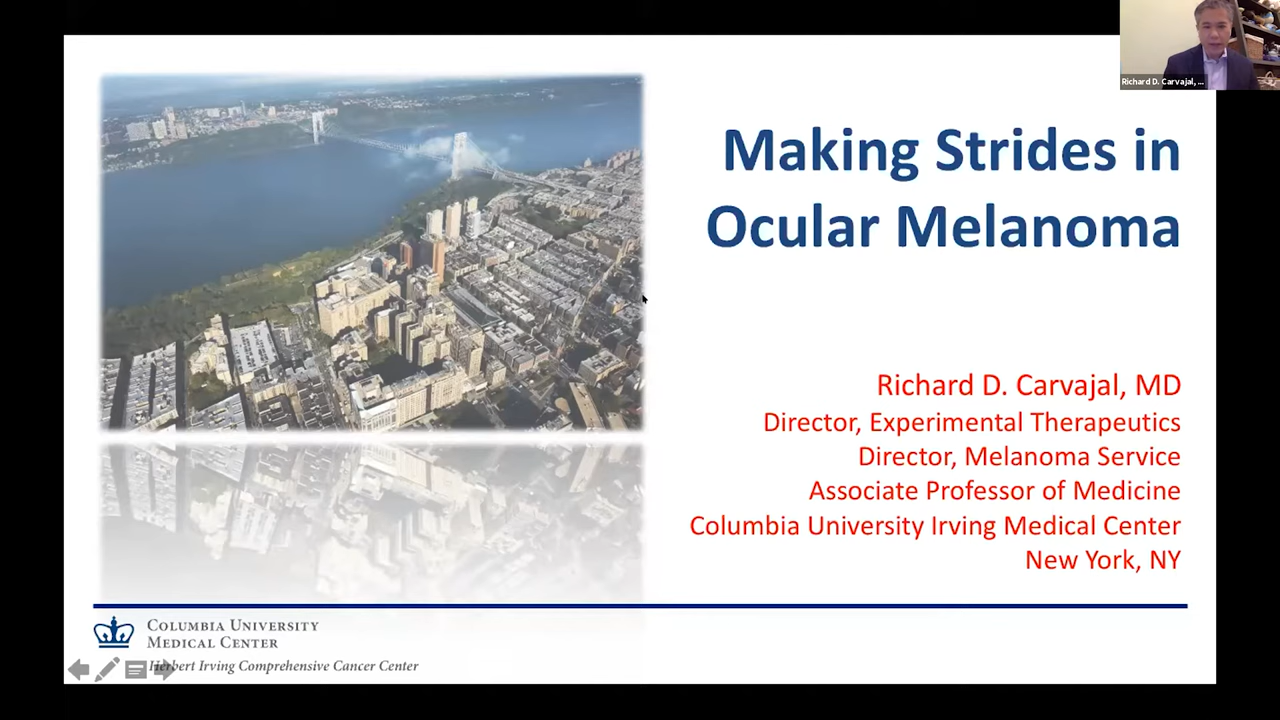 Richard D. Carvajal, ...
Making Strides in
Ocular Melanoma
Richard D. Carvajal, MD
Director, Experimental Therapeutics
Director, Melanoma Service
Associate Professor of Medicine
Columbia University Irving Medical Center
New York, NY
COLUMBIA UNIVERSITY
MEDICAL CENTER
Herbert Irving Comprehensive Cancer Center